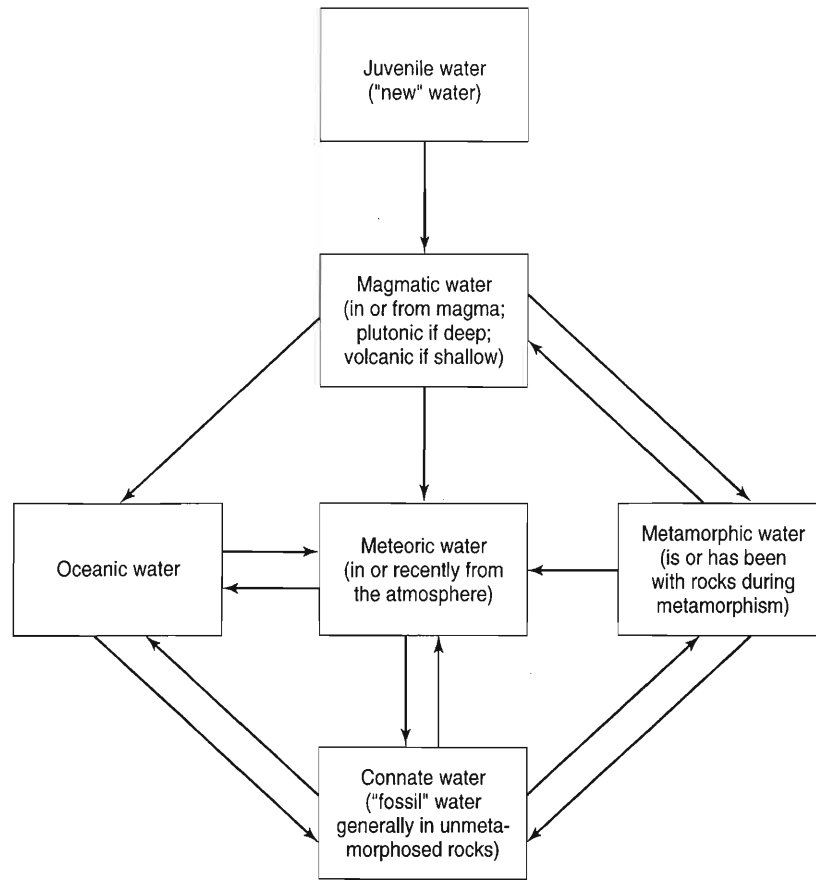 Juvenile water
("new" water)
Magmatic water
(in or from magma;
plutonic if deep;
volcanic if shallow)
Oceanic water
Meteoric water
(in or recently from
the atmosphere)
Metamorphic water
(is or has been
with rocks during
metamorphism)
Connate water
("fossil" water
generally in unmeta-
morphosed rocks)